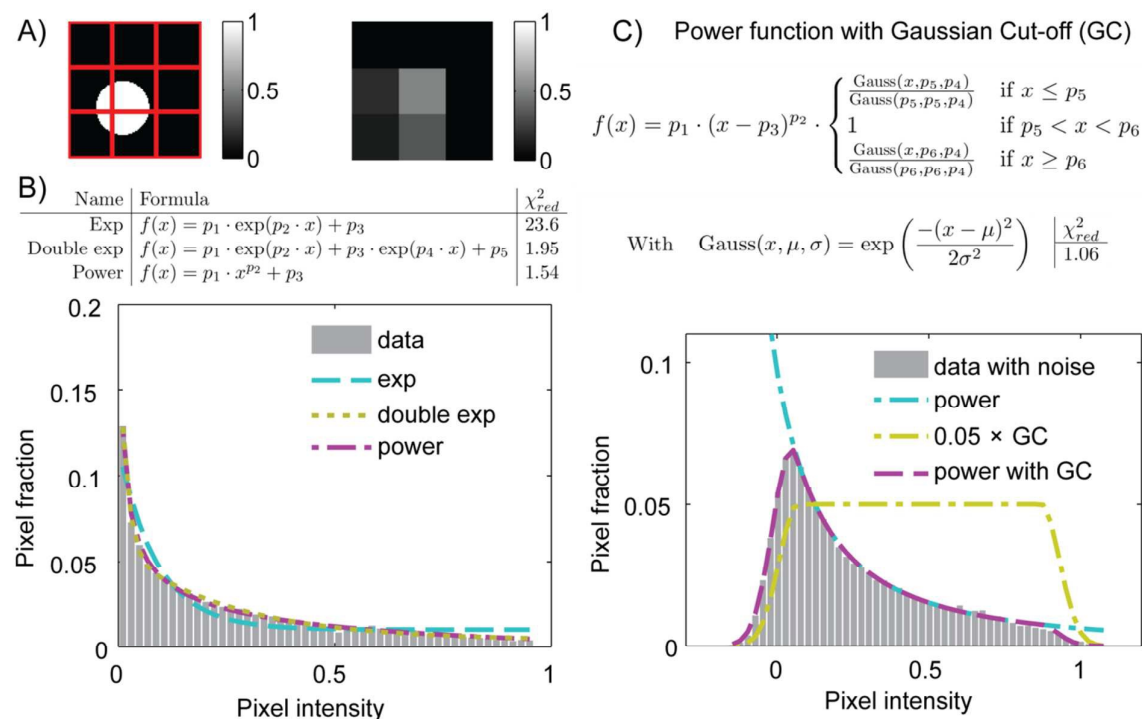 A)
1
0.5
0
1
0.5
0
B)
Name Formula χ²red
Exp f(x) = p₁ · exp(p₂ · x) + p₃ 23.6
Double exp f(x) = p₁ · exp(p₂ · x) + p₃ · exp(p₄ · x) + p₅ 1.95
Power f(x) = p₁ · x^p₂ + p₃ 1.54
0.2
0.15
0.1
0.05
0
Pixel fraction
data
exp
double exp
power
0 0.5 1
Pixel intensity
C) Power function with Gaussian Cut-off (GC)
f(x) = p₁ · (x − p₃)^p₂ · {
Gauss(x,p₅,p₄)/Gauss(p₅,p₅,p₄) if x ≤ p₅
1 if p₅ < x < p₆
Gauss(x,p₆,p₄)/Gauss(p₆,p₆,p₄) if x ≥ p₆
With Gauss(x, μ, σ) = exp(−(x − μ)²/2σ²) χ²red
1.06
0.1
0.05
0
Pixel fraction
data with noise
power
0.05 × GC
power with GC
0 0.5 1
Pixel intensity